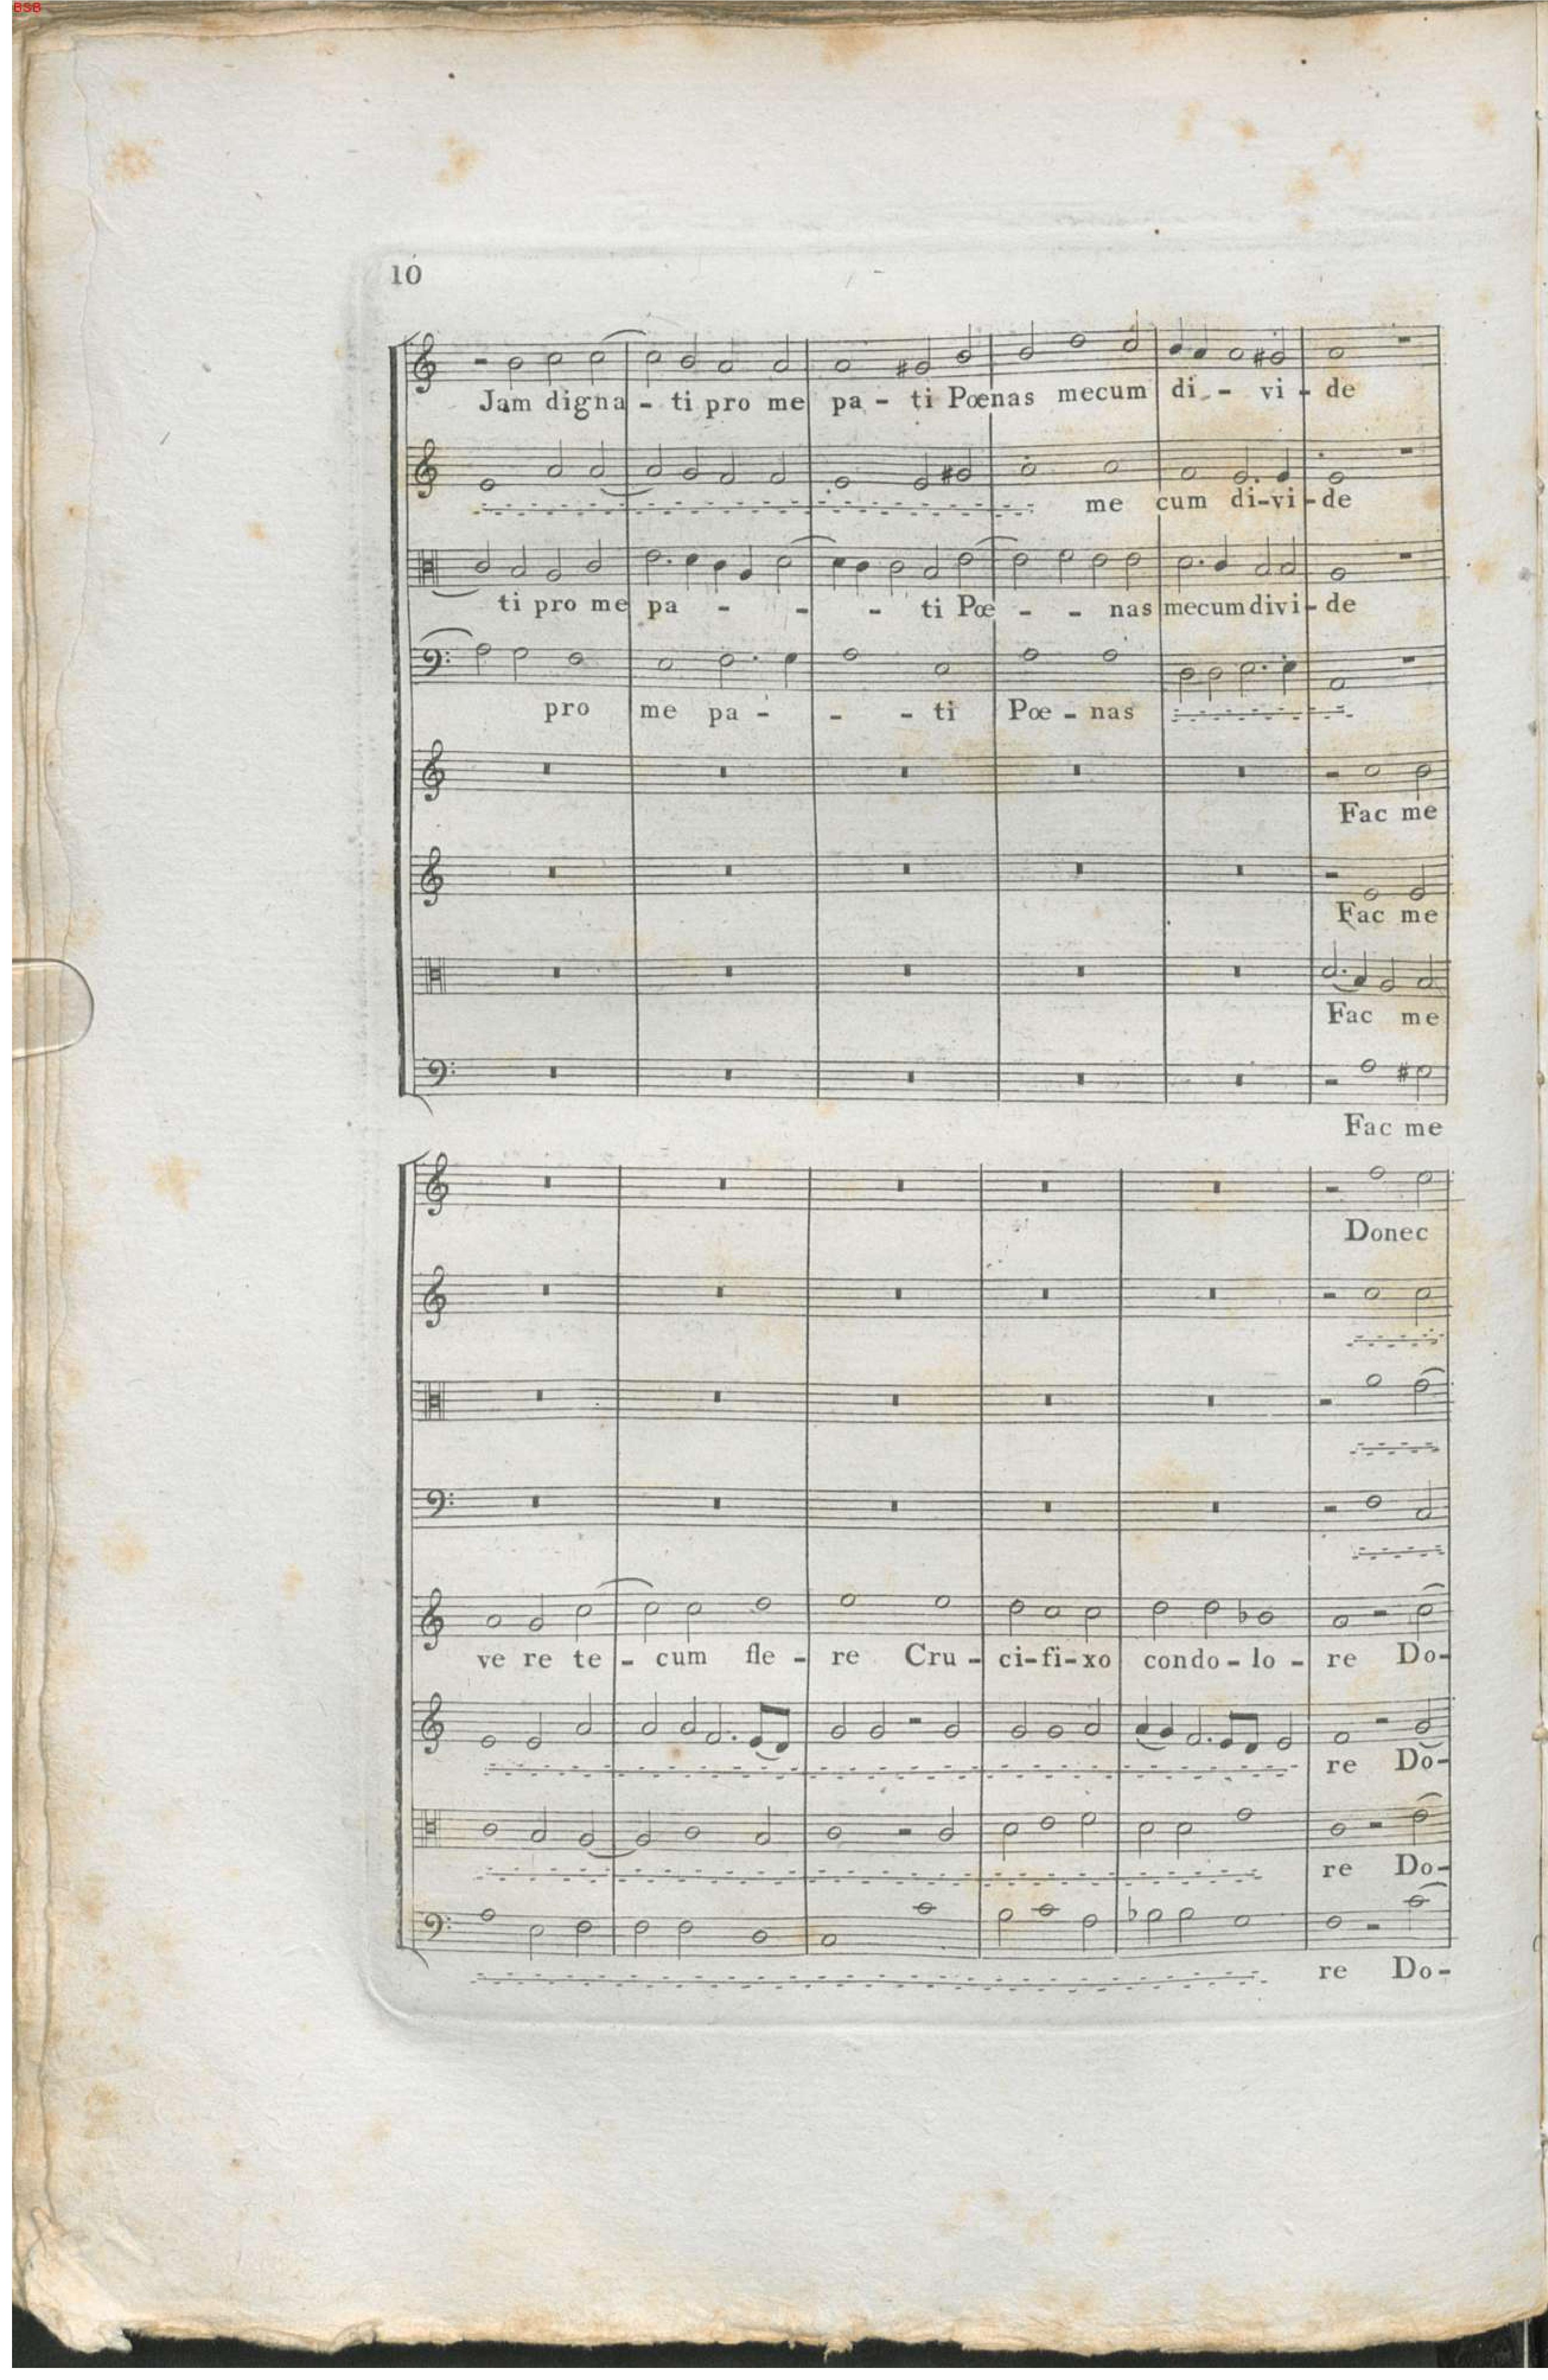 BSB
10
Jam digna - ti pro me pa - ti Pœnas mecum di - vi - de
me cum di-vi-de
ti pro me pa - - - ti Pœ - - nas mecum divi - de
pro me pa - - - ti Pœ - nas
Fac me
Fac me
Fac me
Fac me
Donec
ve re te - cum fle - re Cru - ci-fi-xo condo - lo - re Do-
re Do-
re Do-
re Do-